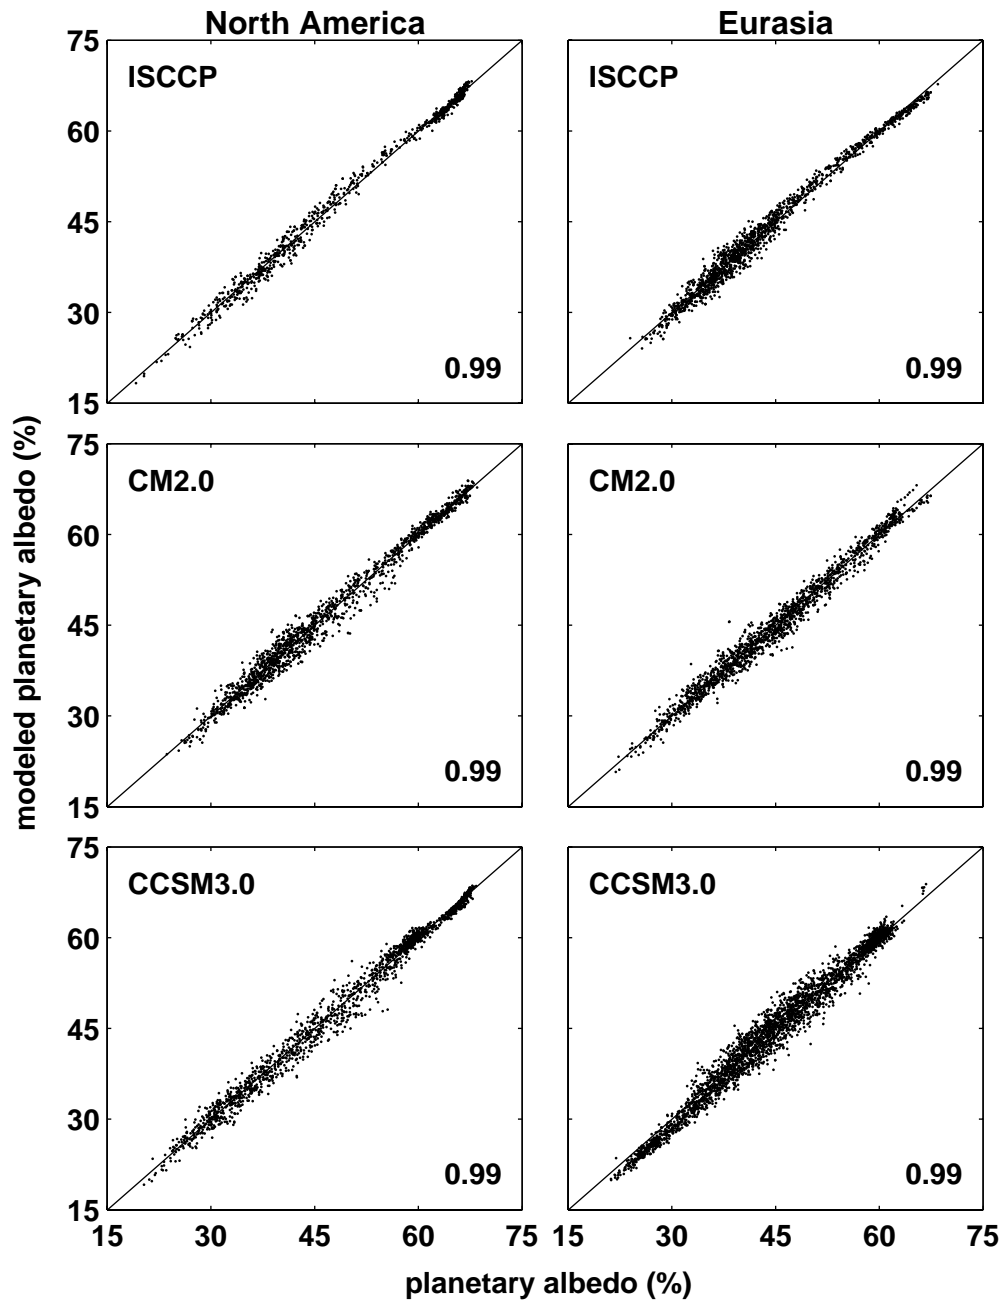 North America
Eurasia
75
ISCCP
ISCCP
60
45
30
0.99
0.99
15
modeled planetary albedo (%)
75
CM2.0
CM2.0
60
45
30
0.99
0.99
15
75
CCSM3.0
CCSM3.0
60
45
30
0.99
0.99
15
15 30 45 60 75 15 30 45 60 75
planetary albedo (%)